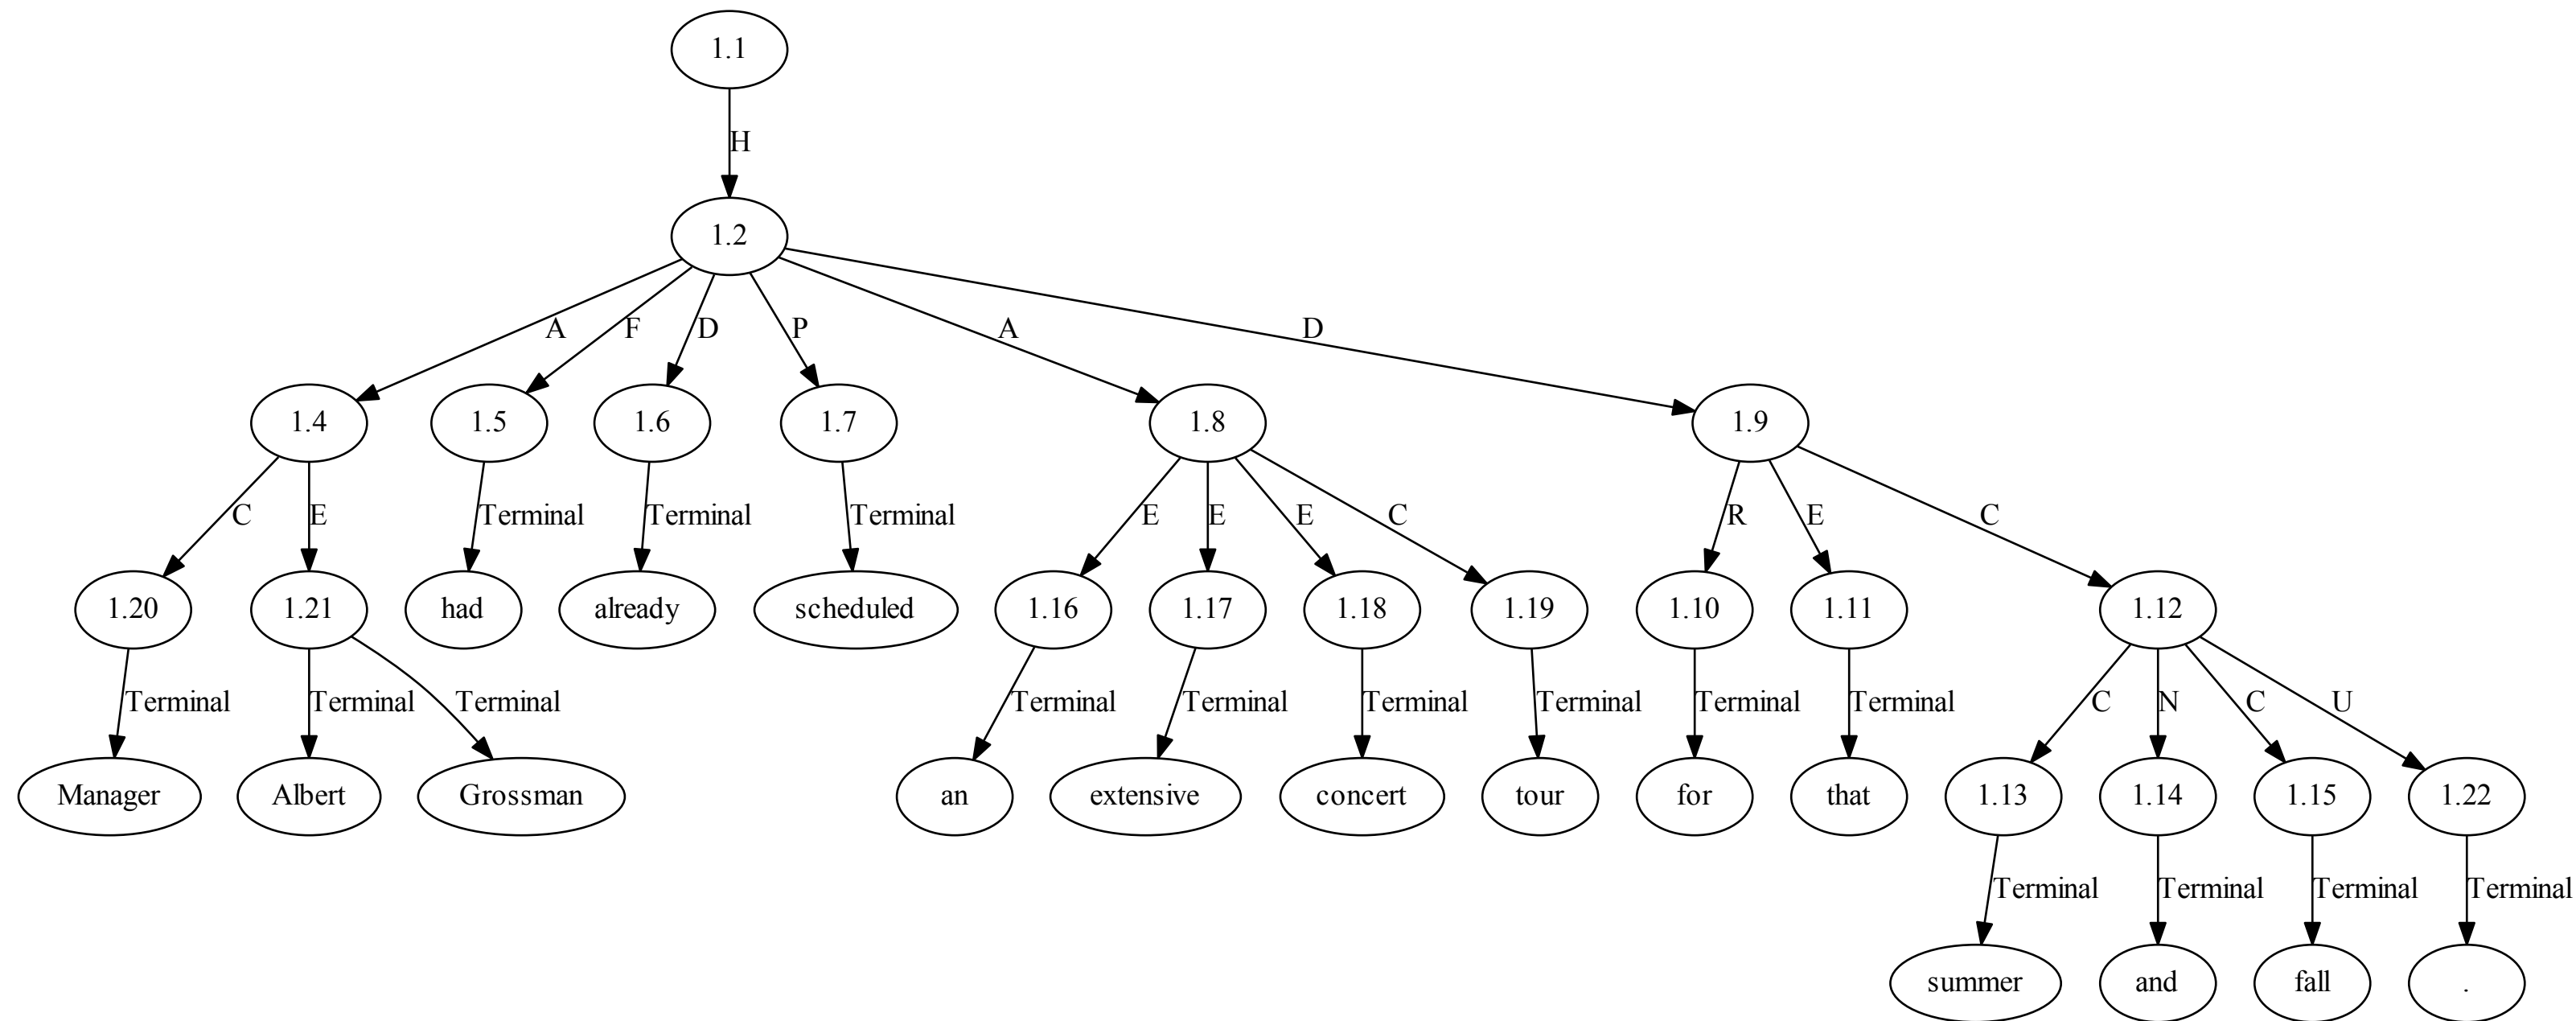 1.1
H
1.2
A F D P A D
1.4 1.5 1.6 1.7 1.8 1.9
C E Terminal Terminal Terminal E E E C R E C
1.20 1.21 had already scheduled 1.16 1.17 1.18 1.19 1.10 1.11 1.12
Terminal Terminal Terminal Terminal Terminal Terminal Terminal Terminal Terminal C N C U
Manager Albert Grossman an extensive concert tour for that 1.13 1.14 1.15 1.22
Terminal Terminal Terminal Terminal
summer and fall .